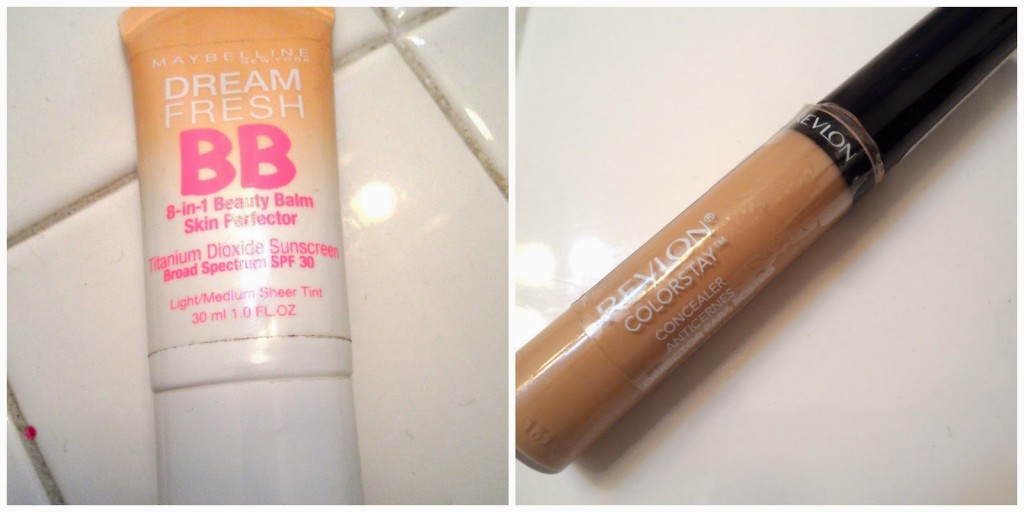 MAYBELLINE
NEW YORK
DREAM
FRESH
BB
8-in-1 Beauty Balm
Skin Perfector
Titanium Dioxide Sunscreen
Broad Spectrum SPF 30
Light/Medium Sheer Tint
30 ml 1.0 FL.OZ
REVLON
REVLON®
COLORSTAY™
CONCEALER
ANTICERNES